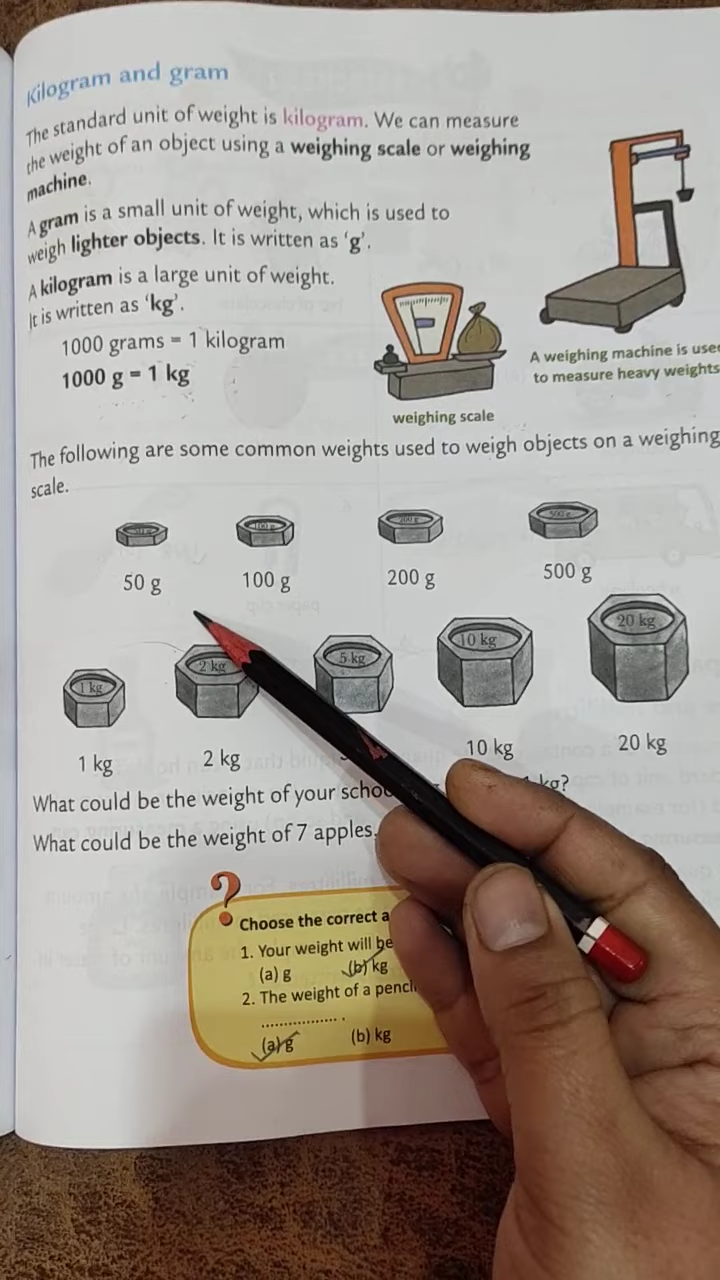 Kilogram and gram
The standard unit of weight is kilogram. We can measure
the weight of an object using a weighing scale or weighing
machine.
A gram is a small unit of weight, which is used to
weigh lighter objects. It is written as ‘g’.
A kilogram is a large unit of weight.
It is written as ‘kg’.
1000 grams = 1 kilogram
1000 g = 1 kg
A weighing machine is used
to measure heavy weights
weighing scale
The following are some common weights used to weigh objects on a weighing
scale.
50 g 100 g 200 g 500 g
50 g 100 g 200 g 500 g
1 kg 2 kg 5 kg 10 kg 20 kg
1 kg 2 kg 10 kg 20 kg
What could be the weight of your kg?
What could be the weight of 7 apples.
?
Choose the correct
1. Your weight will be
(a) g (b) kg
2. The weight of a pencil
.................. .
(a) g (b) kg